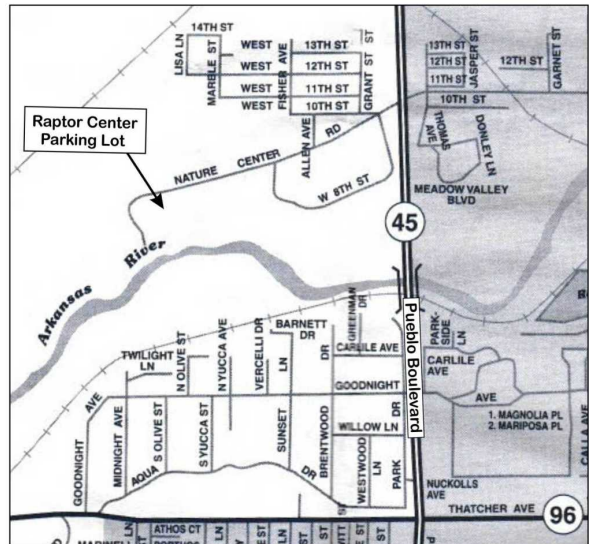 14TH ST
LISA LN
MARBLE ST
WEST
13TH ST
WEST
12TH ST
WEST
11TH ST
WEST
10TH ST
FISHER AVE
GRANT ST
13TH ST
12TH ST
11TH ST
10TH ST
JASPER ST
12TH ST
GARNET ST
Raptor Center
Parking Lot
ALLEN AVE
NATURE CENTER RD
W 8TH ST
THOMAS AVE
DONLEY LN
MEADOW VALLEY
BLVD
45
Arkansas River
Pueblo Boulevard
TWILIGHT
LN
N OLIVE ST
N YUCCA AVE
VERCELLI DR
BARNETT
DR
GREENMAN
DR
CARLILE AVE
PARK-
SIDE LN
CARLILE
AVE
GOODNIGHT
AVE
GOODNIGHT AVE
MIDNIGHT AVE
S OLIVE ST
S YUCCA ST
SUNSET LN
BRENTWOOD DR
WILLOW LN
WESTWOOD LN
PARK DR
AQUA DR
1. MAGNOLIA PL
2. MARIPOSA PL
CALLA AVE
NUCKOLLS
AVE
THATCHER AVE
96
ATHOS CT
LN
LN
ST
ST
ST